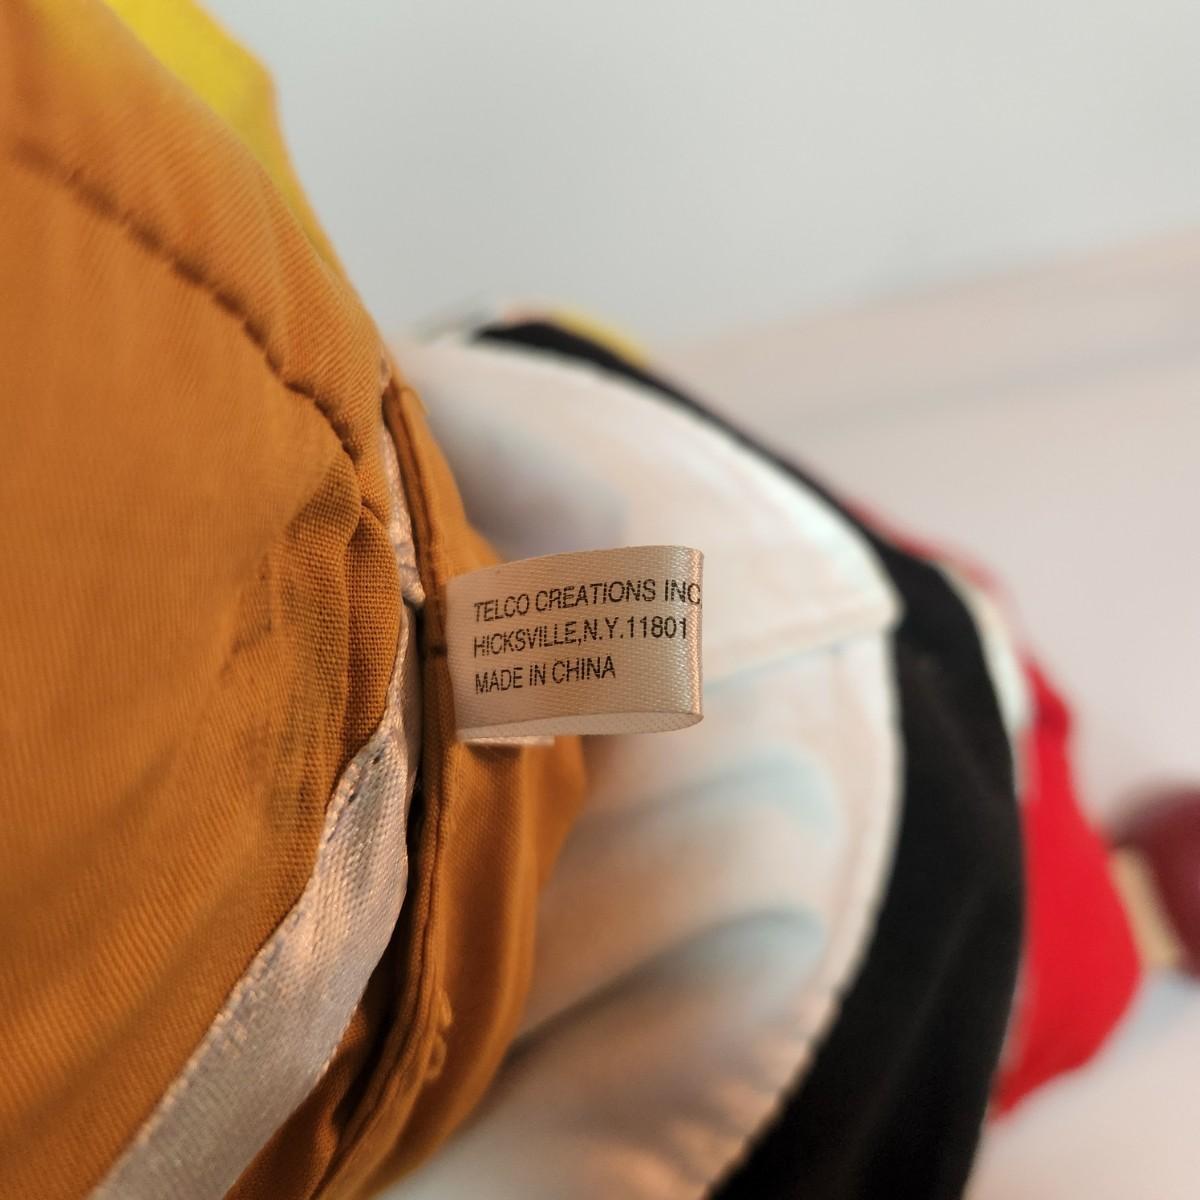 TELCO CREATIONS INC.
HICKSVILLE,N.Y.11801
MADE IN CHINA